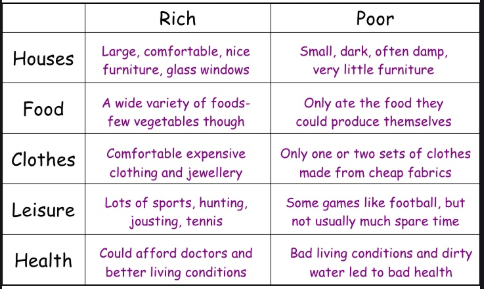 Rich Poor
Houses
Large, comfortable, nice
furniture, glass windows
Small, dark, often damp,
very little furniture
Food
A wide variety of foods-
few vegetables though
Only ate the food they
could produce themselves
Clothes
Comfortable expensive
clothing and jewellery
Only one or two sets of clothes
made from cheap fabrics
Leisure
Lots of sports, hunting,
jousting, tennis
Some games like football, but
not usually much spare time
Health
Could afford doctors and
better living conditions
Bad living conditions and dirty
water led to bad health